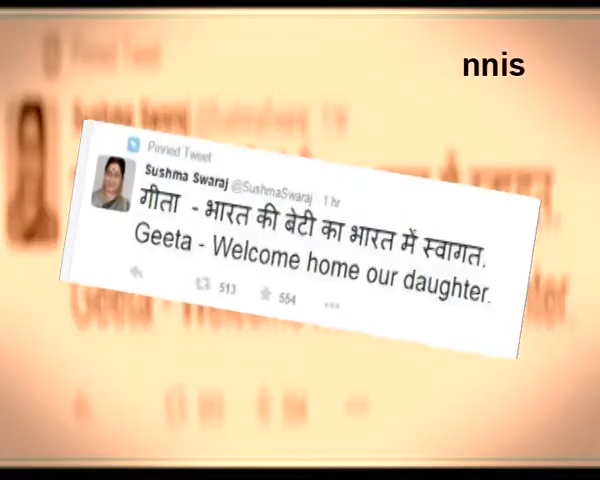 nnis
Pinned Tweet
Sushma Swaraj @SushmaSwaraj · 1 hr
गीता - भारत की बेटी का भारत में स्वागत.
Geeta - Welcome home our daughter.
513 554